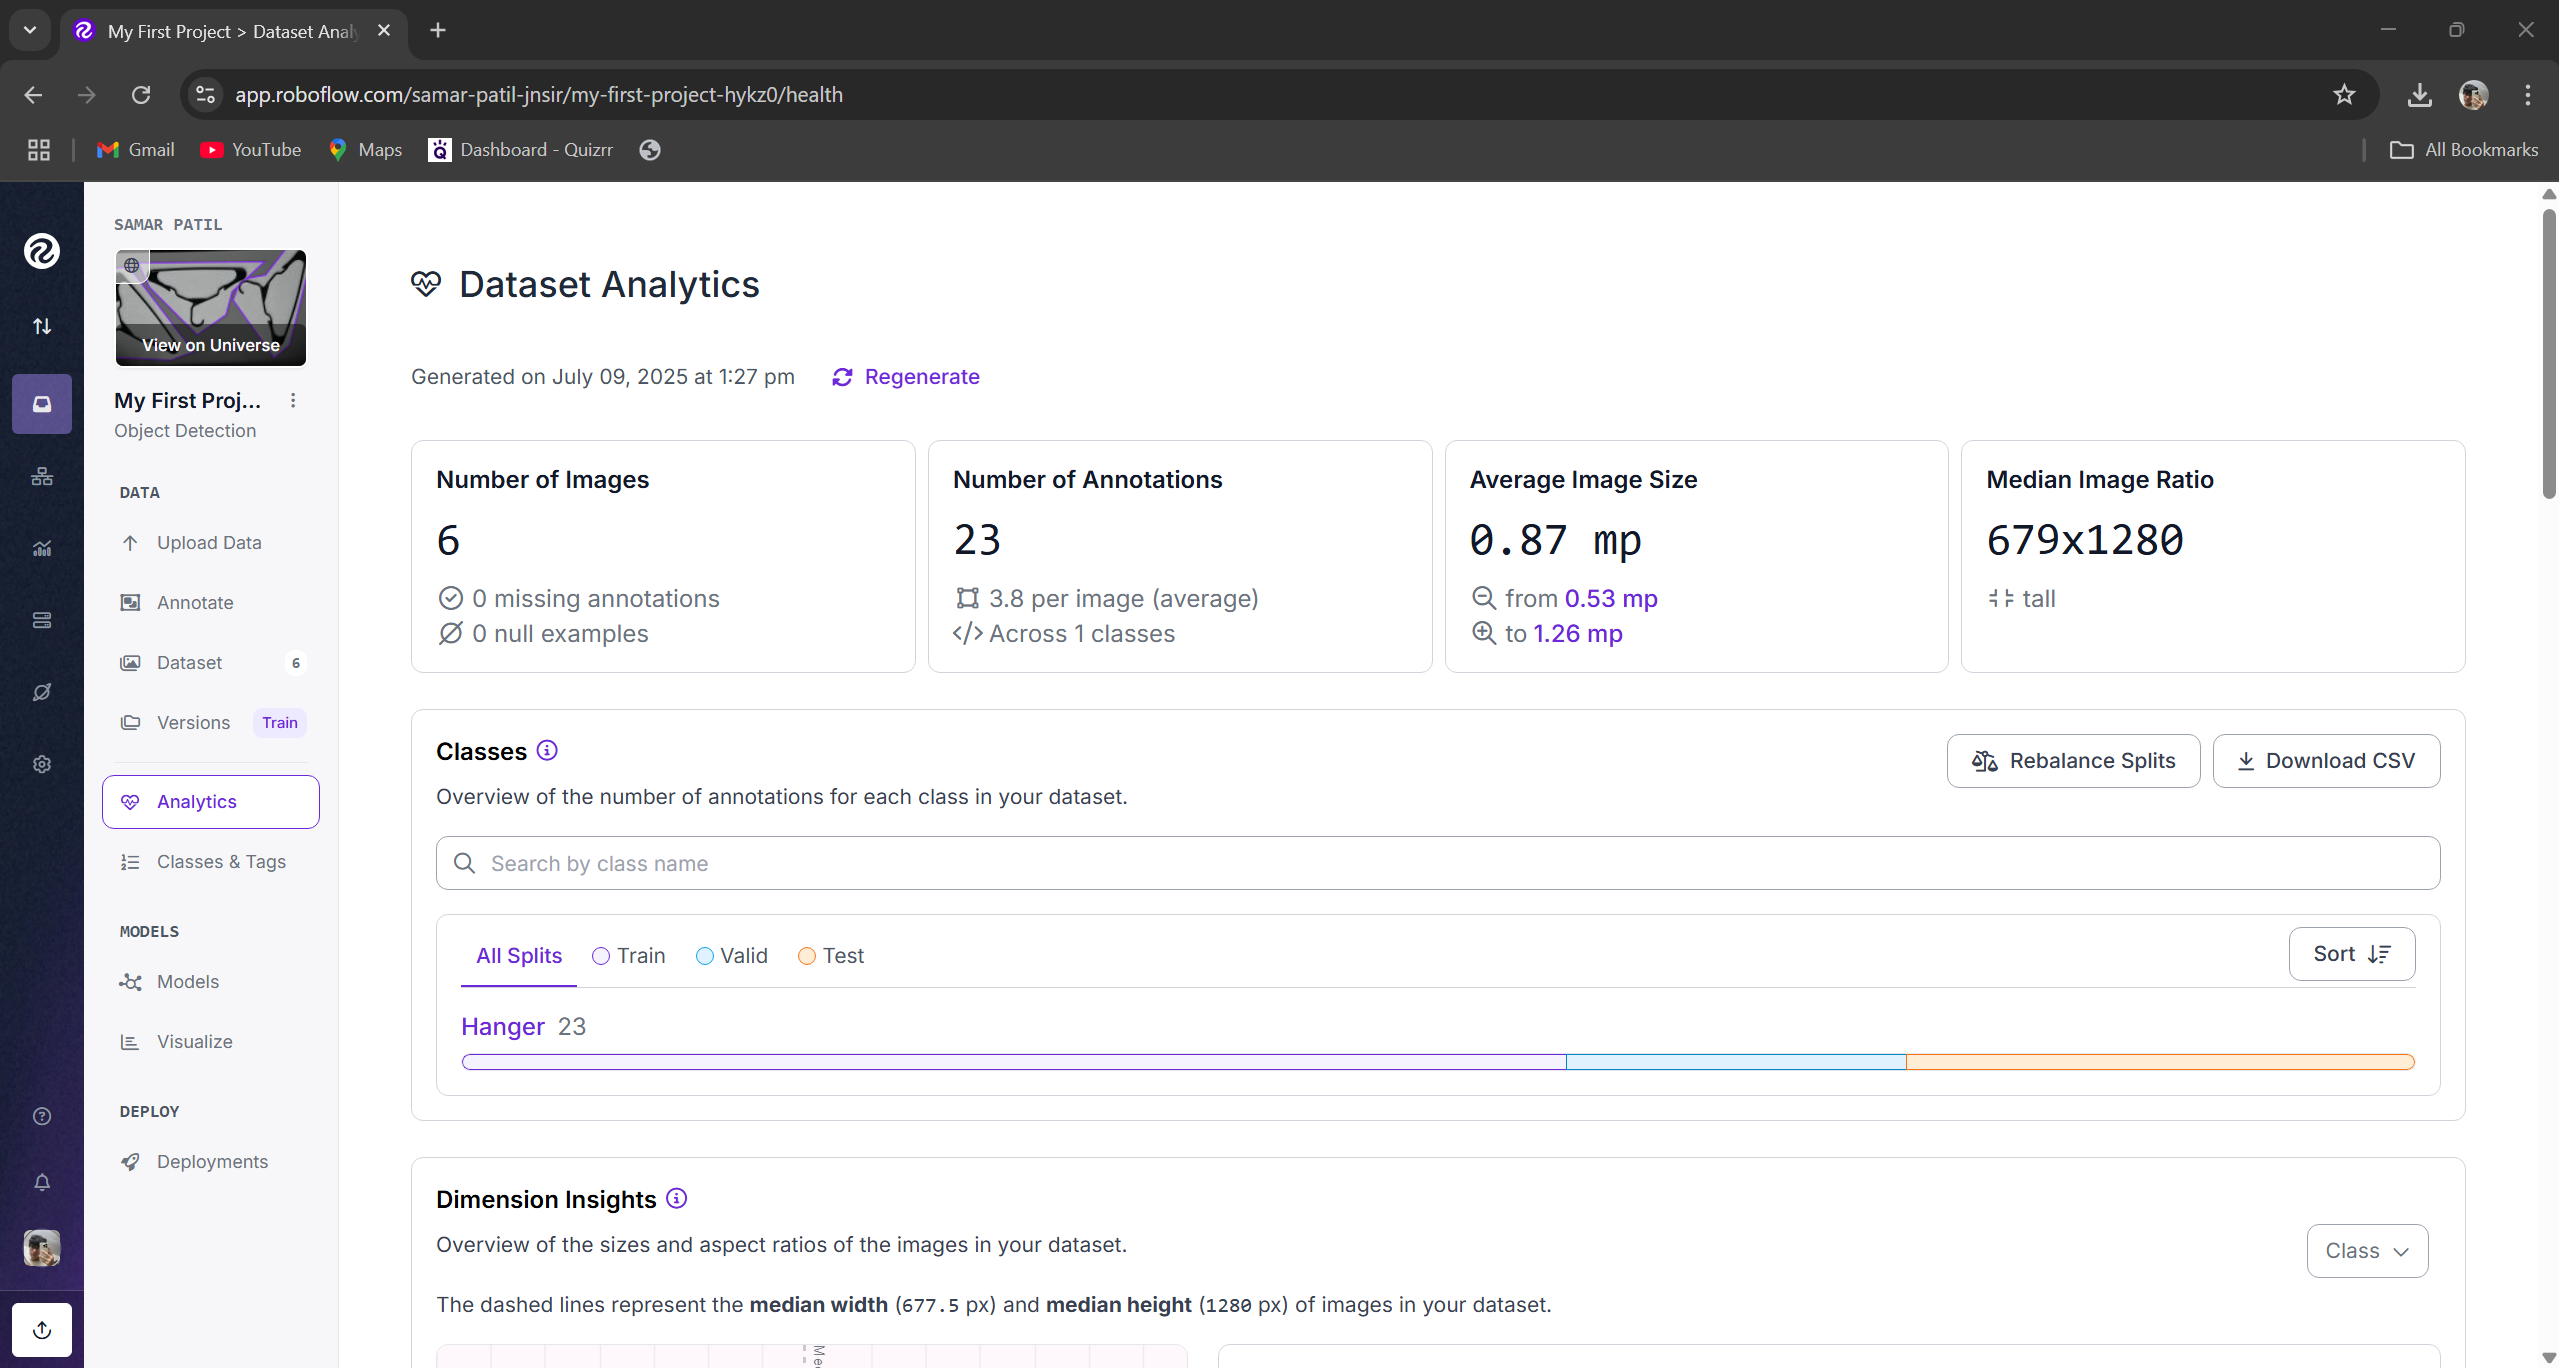 My First Project > Dataset Anal
app.roboflow.com/samar-patil-jnsir/my-first-project-hykz0/health
Gmail
YouTube
Maps
Dashboard - Quizrr
All Bookmarks
SAMAR PATIL
View on Universe
My First Proj...
Object Detection
DATA
Upload Data
Annotate
Dataset 6
Versions Train
Analytics
Classes & Tags
MODELS
Models
Visualize
DEPLOY
Deployments
Dataset Analytics
Generated on July 09, 2025 at 1:27 pm
Regenerate
Number of Images
6
0 missing annotations
0 null examples
Number of Annotations
23
3.8 per image (average)
</> Across 1 classes
Average Image Size
0.87 mp
from 0.53 mp
to 1.26 mp
Median Image Ratio
679x1280
tall
Classes
Overview of the number of annotations for each class in your dataset.
Rebalance Splits
Download CSV
Search by class name
All Splits
Train
Valid
Test
Sort
Hanger 23
Dimension Insights
Overview of the sizes and aspect ratios of the images in your dataset.
Class
The dashed lines represent the median width (677.5 px) and median height (1280 px) of images in your dataset.